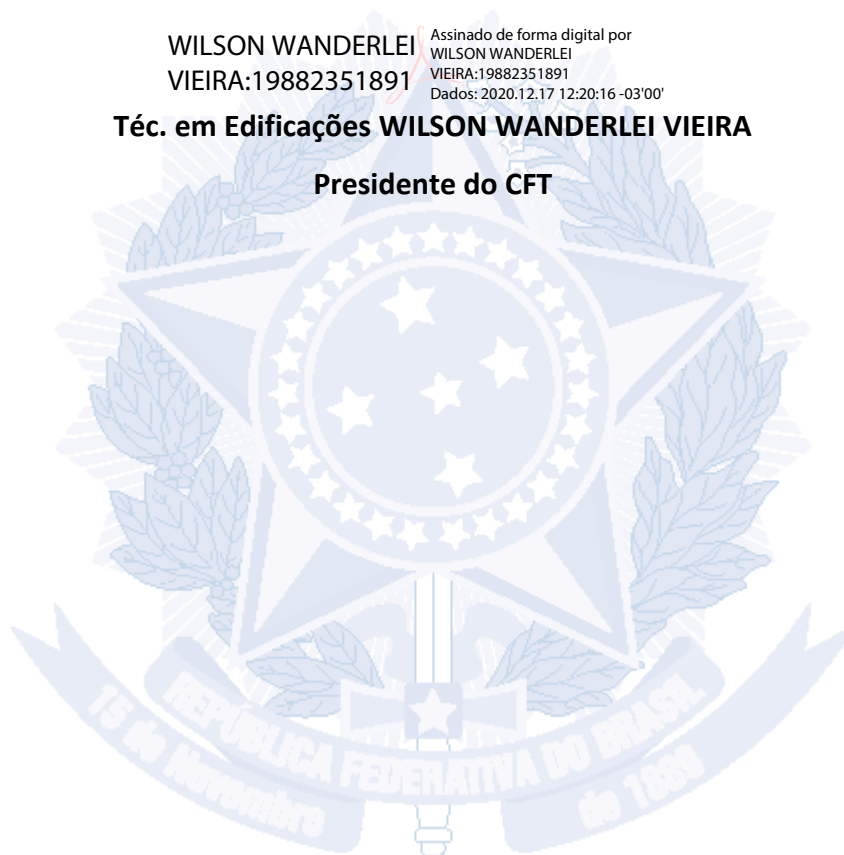 WILSON WANDERLEI
VIEIRA:19882351891
Assinado de forma digital por
WILSON WANDERLEI
VIEIRA:19882351891
Dados: 2020.12.17 12:20:16 -03'00'
Téc. em Edificações WILSON WANDERLEI VIEIRA
Presidente do CFT
REPÚBLICA FEDERATIVA DO BRASIL
15 de Novembro
de 1889